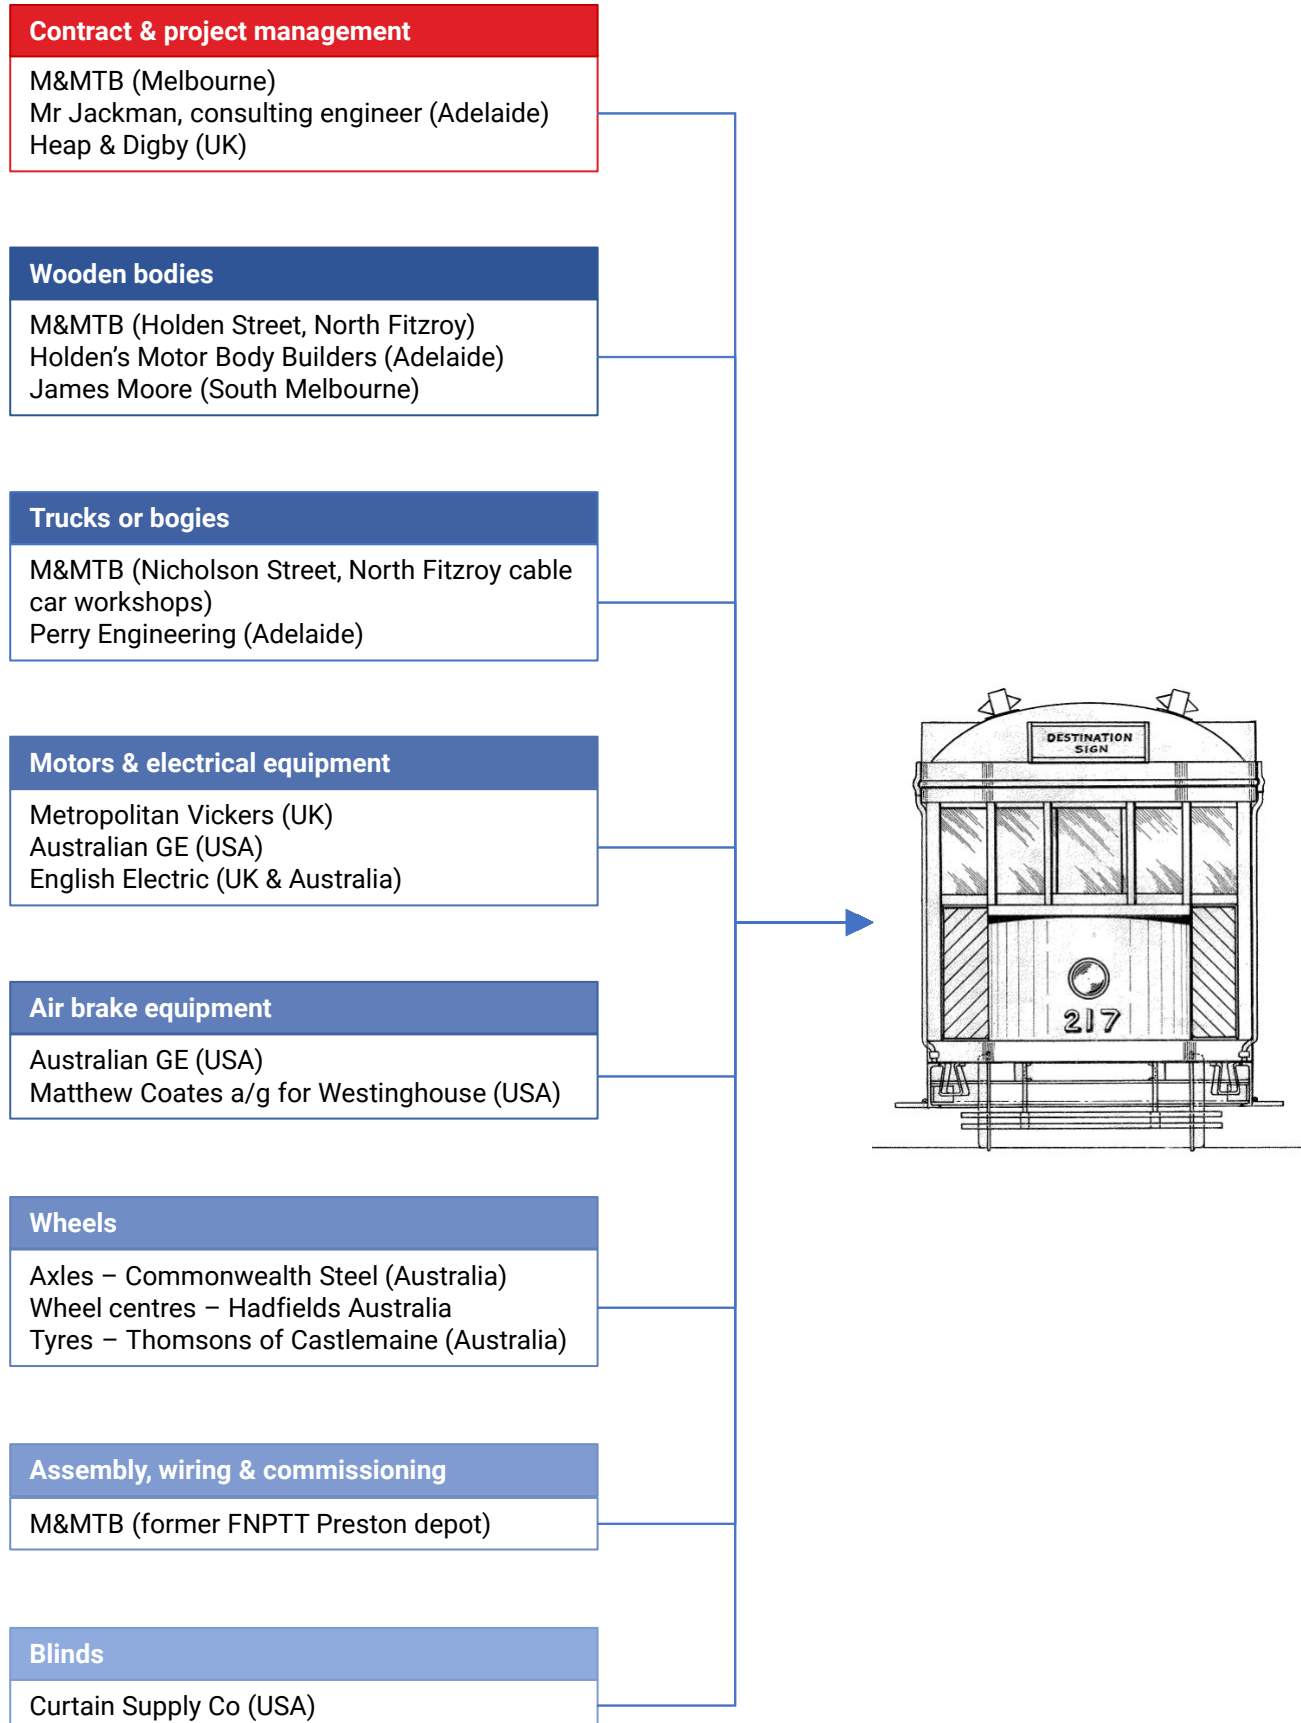 Contract & project management
M&MTB (Melbourne)
Mr Jackman, consulting engineer (Adelaide)
Heap & Digby (UK)
Wooden bodies
M&MTB (Holden Street, North Fitzroy)
Holden’s Motor Body Builders (Adelaide)
James Moore (South Melbourne)
Trucks or bogies
M&MTB (Nicholson Street, North Fitzroy cable
car workshops)
Perry Engineering (Adelaide)
Motors & electrical equipment
Metropolitan Vickers (UK)
Australian GE (USA)
English Electric (UK & Australia)
Air brake equipment
Australian GE (USA)
Matthew Coates a/g for Westinghouse (USA)
Wheels
Axles – Commonwealth Steel (Australia)
Wheel centres – Hadfields Australia
Tyres – Thomsons of Castlemaine (Australia)
Assembly, wiring & commissioning
M&MTB (former FNPTT Preston depot)
Blinds
Curtain Supply Co (USA)
DESTINATION
SIGN
217